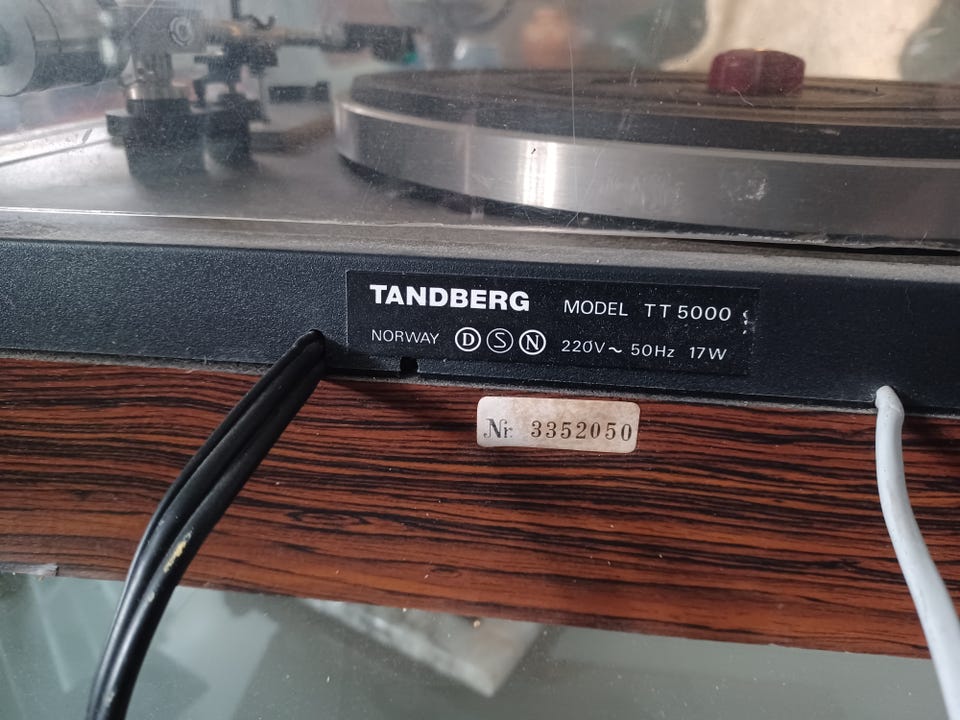 TANDBERG MODEL TT 5000
NORWAY D S N 220V~ 50Hz 17W
Nr. 3352050